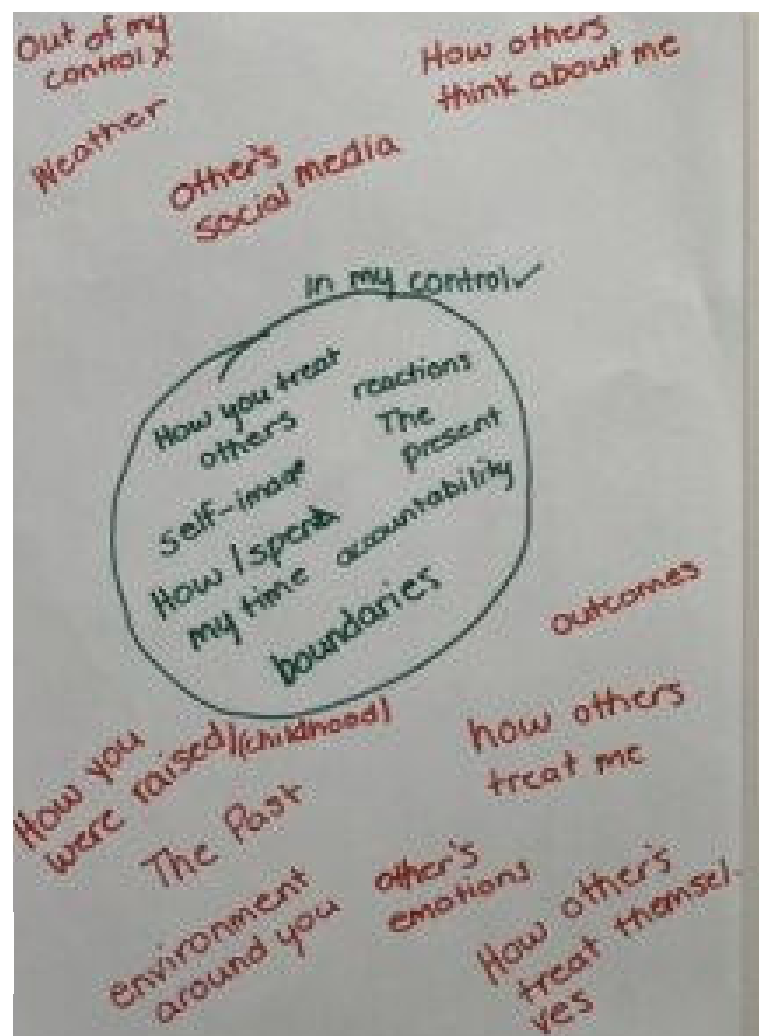 Out of my
control x
How others
think about me
Weather
other's
social media
in my control ✓
How you treat
others
reactions
The
present
self-image
How I spend
my time
accountability
boundaries
outcomes
How you
were raised/(childhood)
how others
treat me
The Past
other's
emotions
environment
around you
How other's
treat themsel-
ves